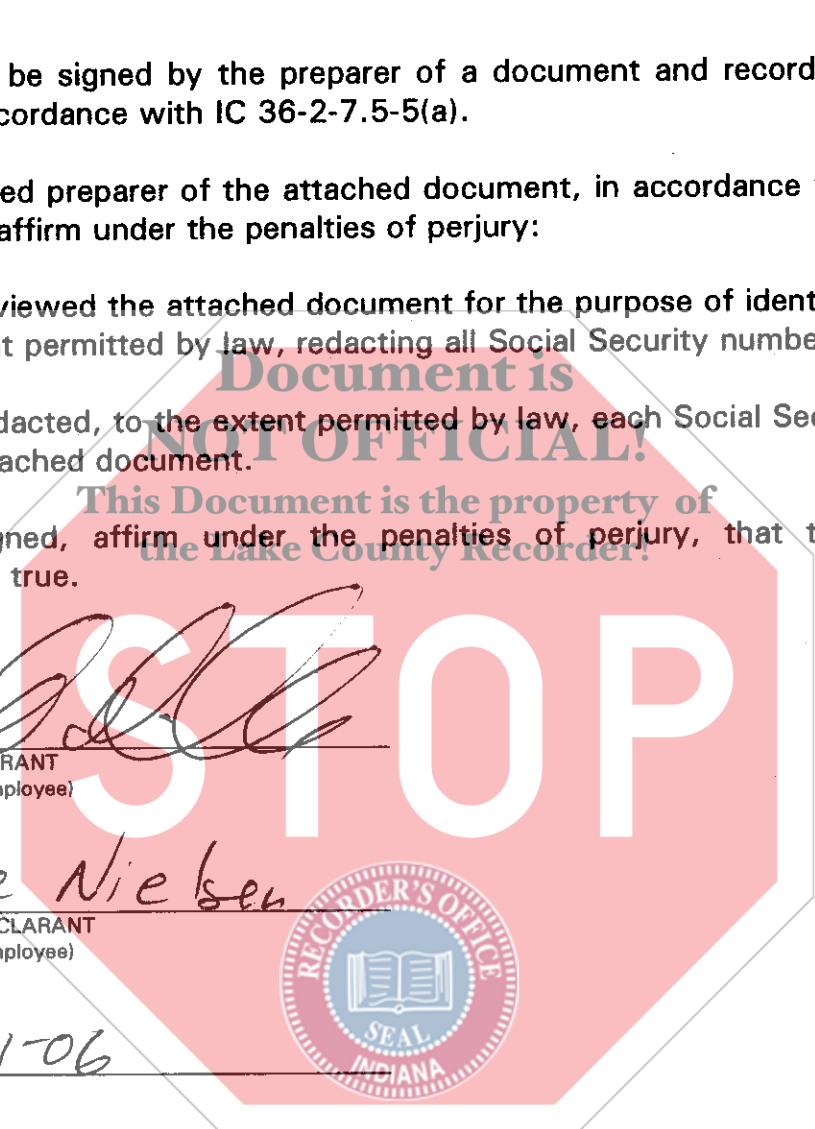 be signed by the preparer of a document and record
cordance with IC 36-2-7.5-5(a).
ed preparer of the attached document, in accordance
affirm under the penalties of perjury:
viewed the attached document for the purpose of ident
t permitted by law, redacting all Social Security numbe
Document is
dacted, to the extent permitted by law, each Social Sec
NOT OFFICIAL!
tached document.
This Document is the property of
gned, affirm under the penalties of perjury, that t
the Lake County Recorder!
true.
STOP
RANT
ployee)
e Nielsen
CLARANT
ployee)
1-06
RECORDER'S OFFICE
SEAL
INDIANA